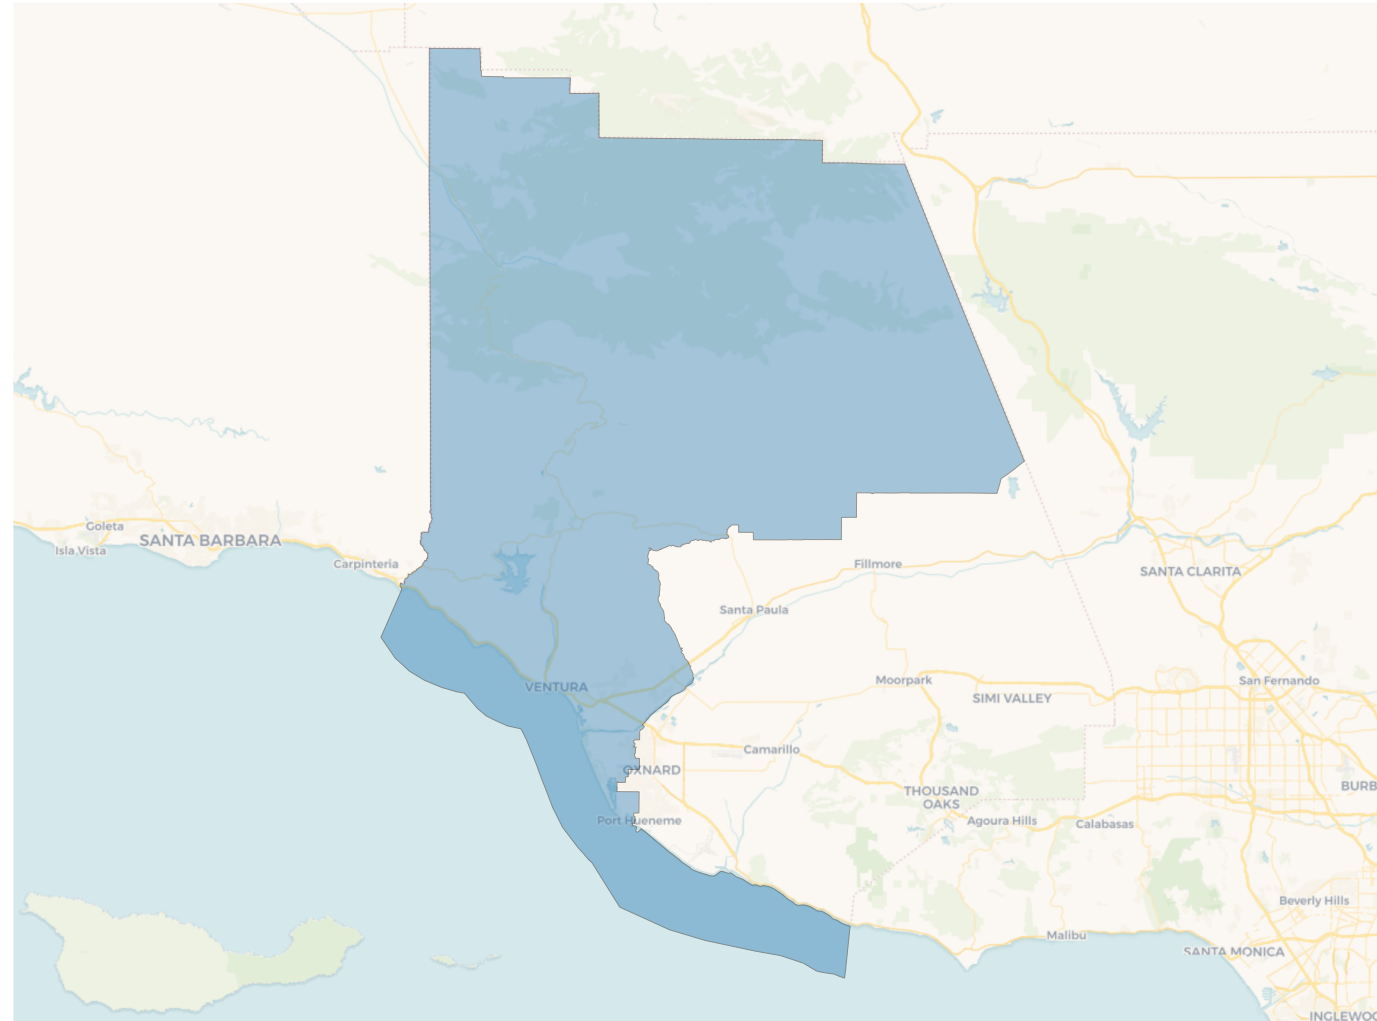 Goleta
SANTA BARBARA
Isla Vista
Carpinteria
Fillmore
SANTA CLARITA
Santa Paula
VENTURA
Moorpark
SIMI VALLEY
San Fernando
Camarillo
OXNARD
THOUSAND
OAKS
BURB
Port Hueneme
Agoura Hills
Calabasas
Beverly Hills
Malibu
SANTA MONICA
INGLEWOO